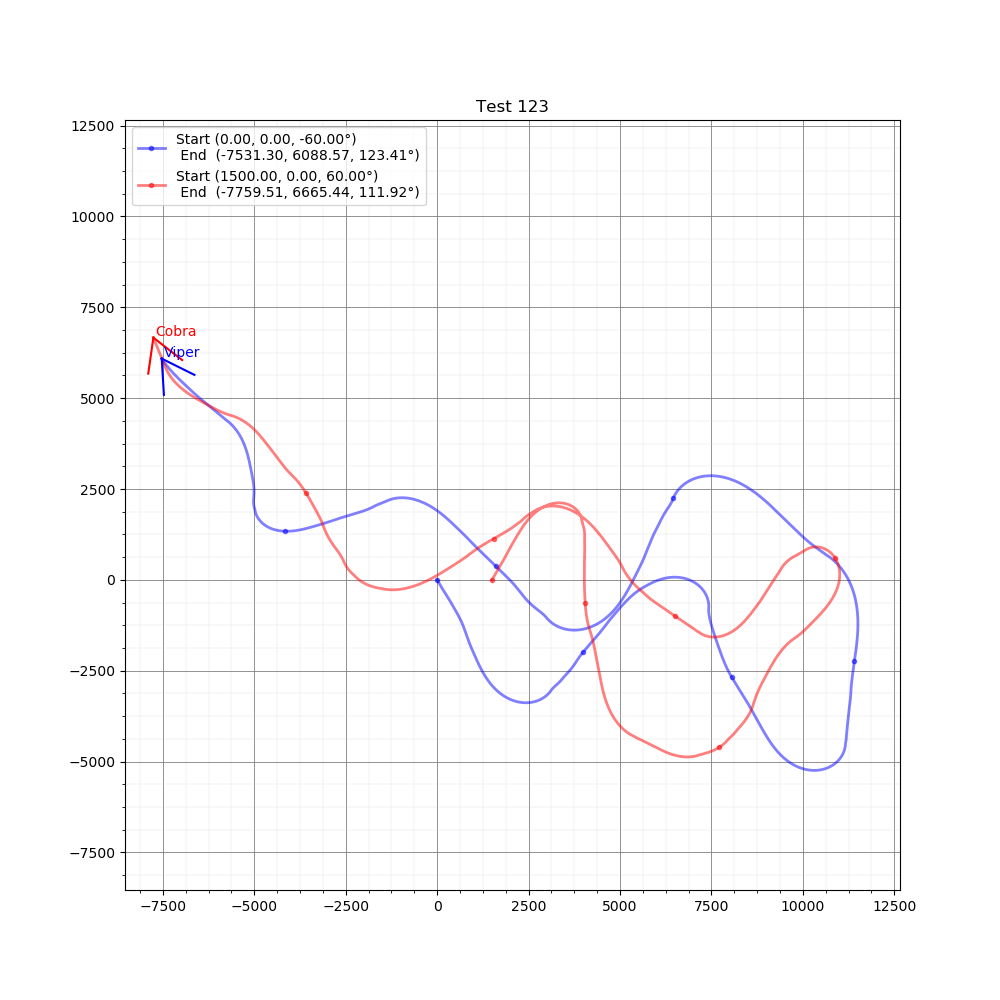 Test 123
Start (0.00, 0.00, -60.00°)
End (-7531.30, 6088.57, 123.41°)
Start (1500.00, 0.00, 60.00°)
End (-7759.51, 6665.44, 111.92°)
12500
10000
7500
5000
2500
0
−2500
−5000
−7500
Cobra
Viper
−7500 −5000 −2500 0 2500 5000 7500 10000 12500